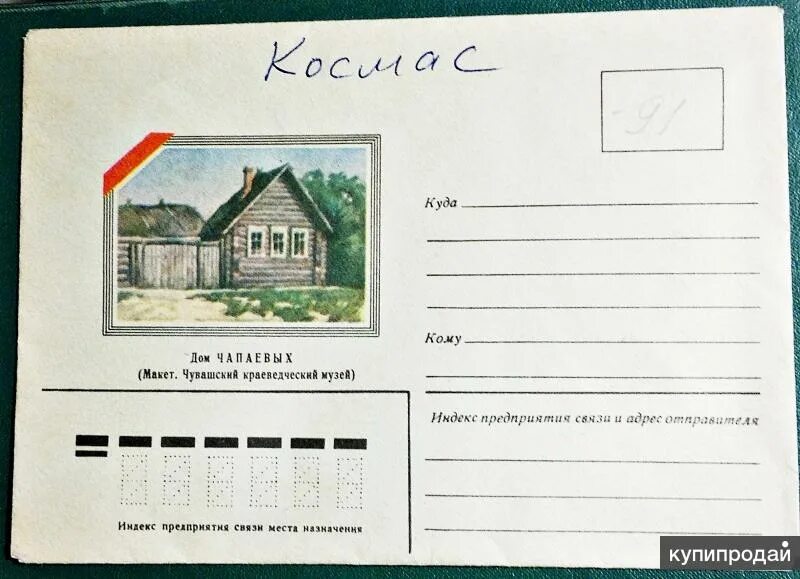 Космас
-91
Куда
Дом ЧАПАЕВЫХ
(Макет. Чувашский краеведческий музей)
Кому
Индекс предприятия связи и адрес отправителя
Индекс предприятия связи места назначения
купипродай